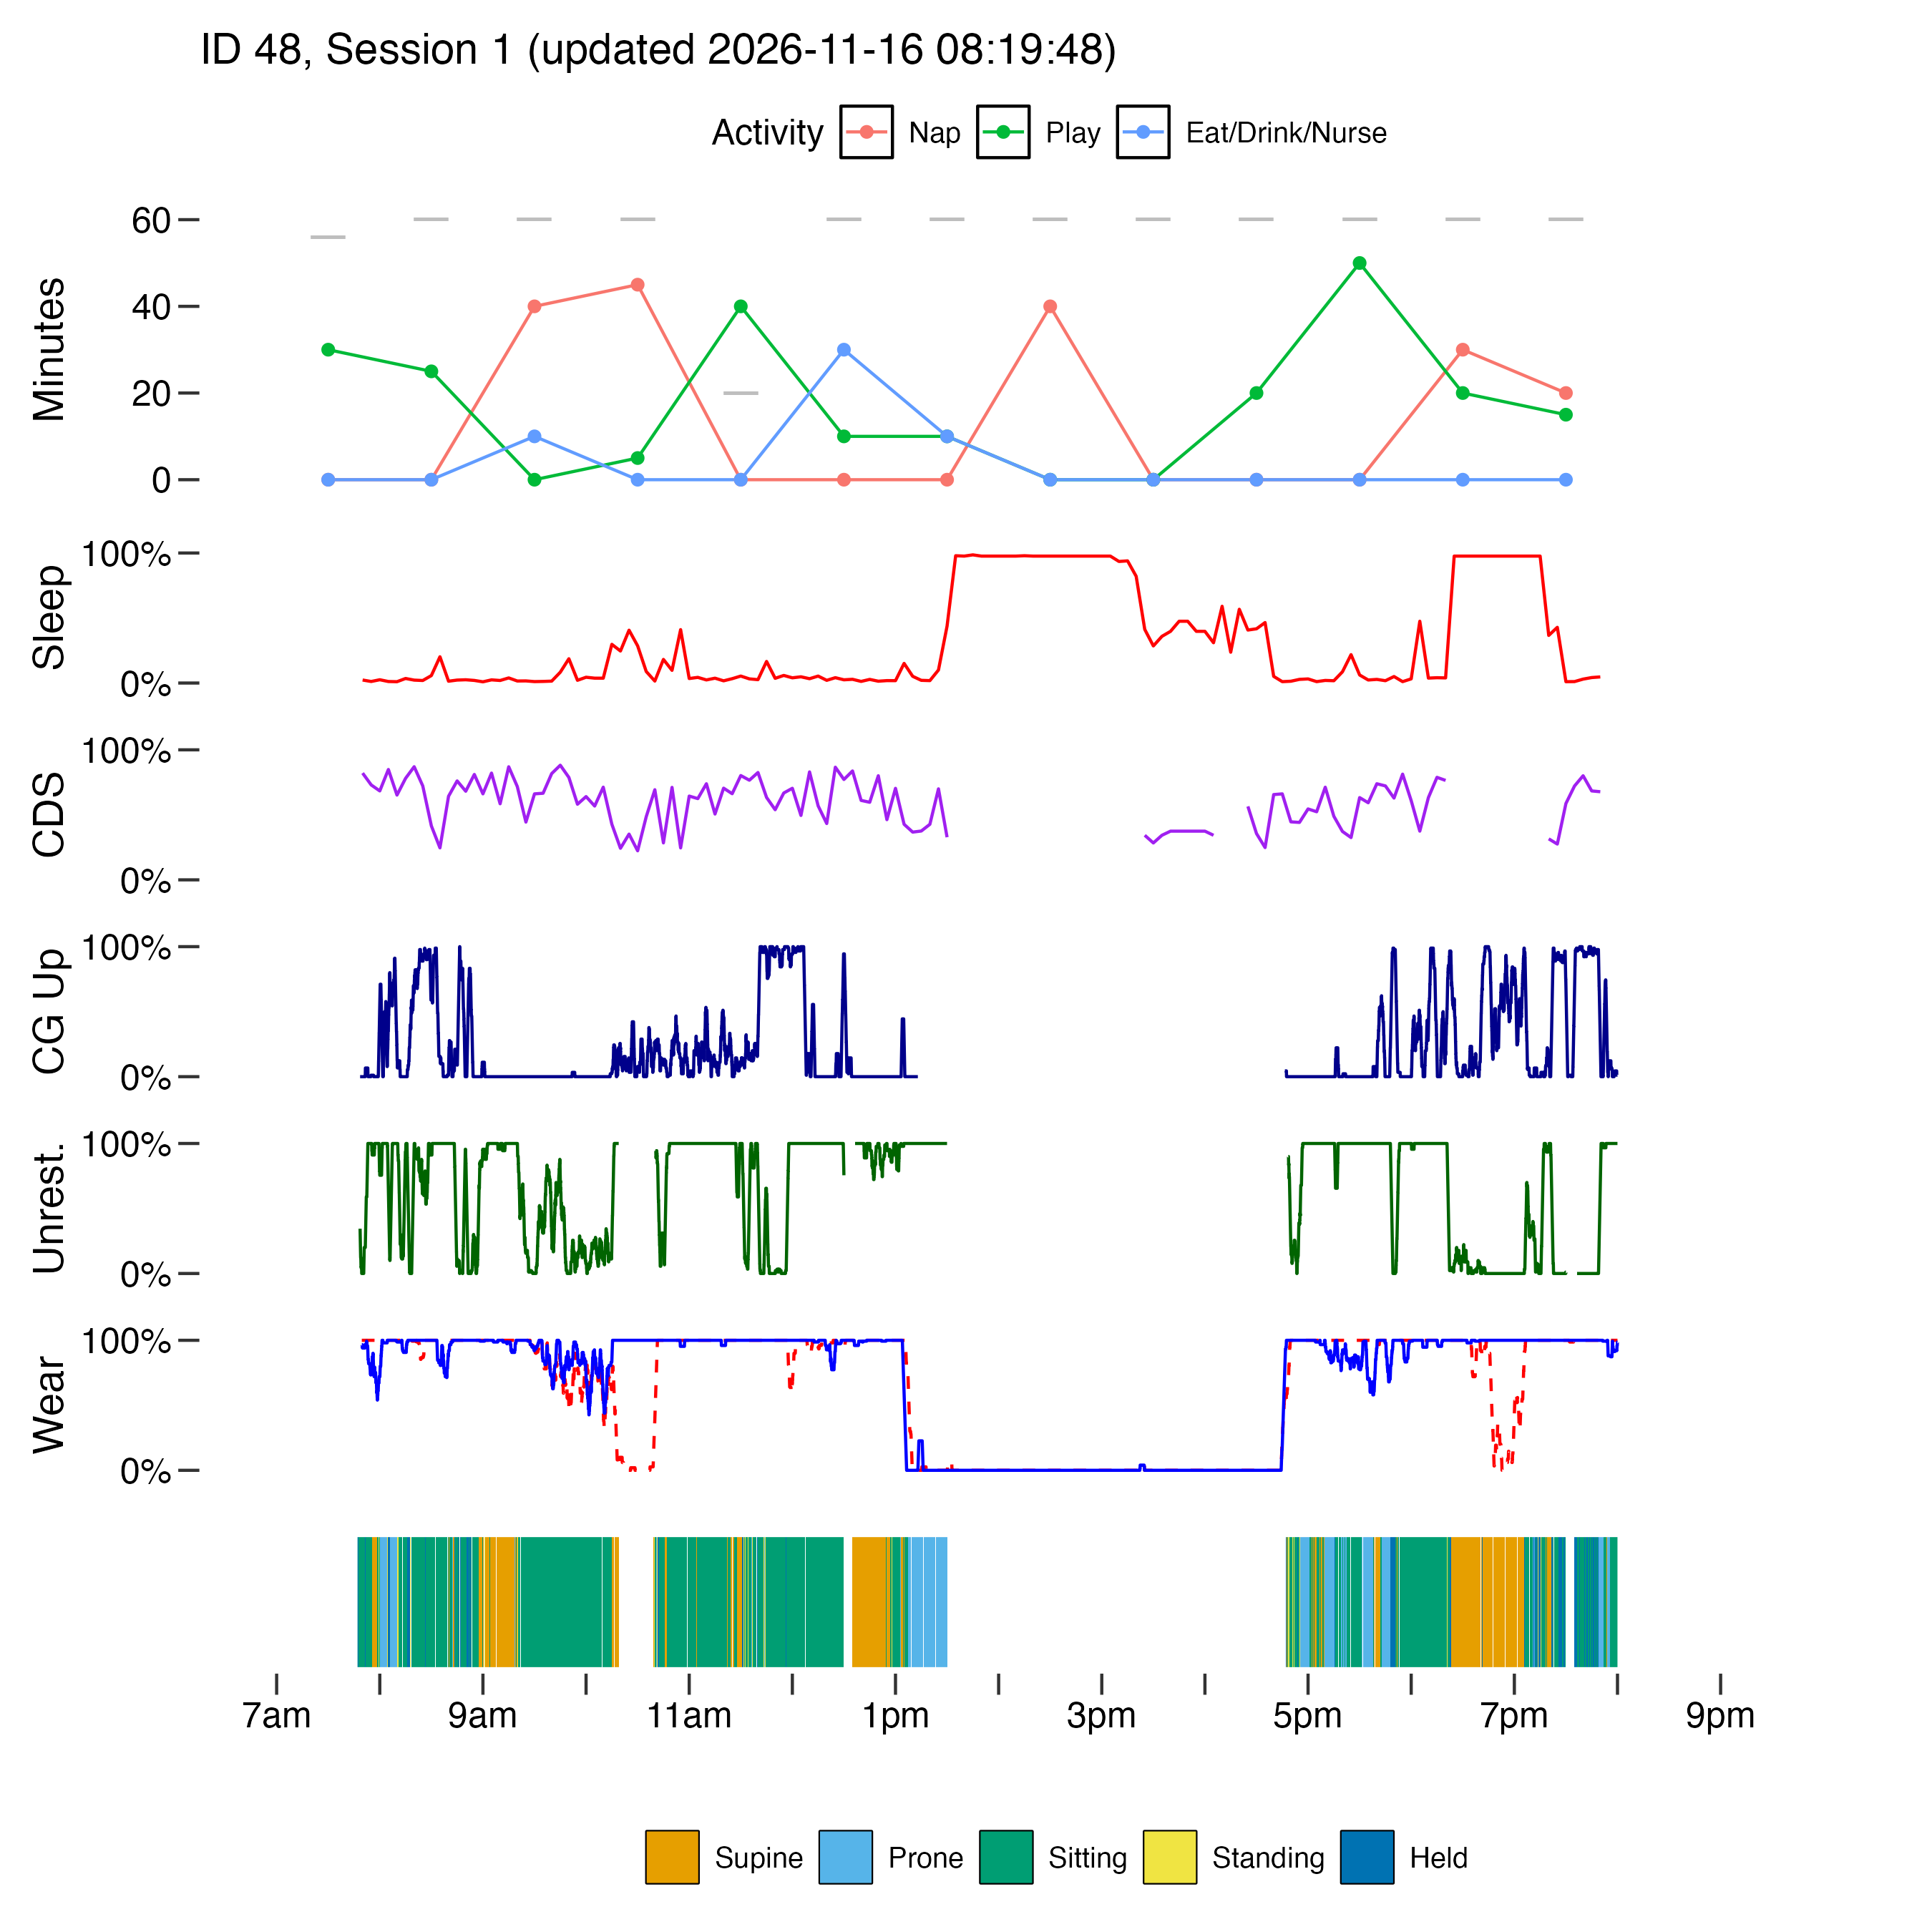 ID 48, Session 1 (updated 2026-11-16 08:19:48)
Activity Nap Play Eat/Drink/Nurse
Minutes
60
40
20
0
Sleep
100%
0%
CDS
100%
0%
CG Up
100%
0%
Unrest.
100%
0%
Wear
100%
0%
7am 9am 11am 1pm 3pm 5pm 7pm 9pm
Supine Prone Sitting Standing Held